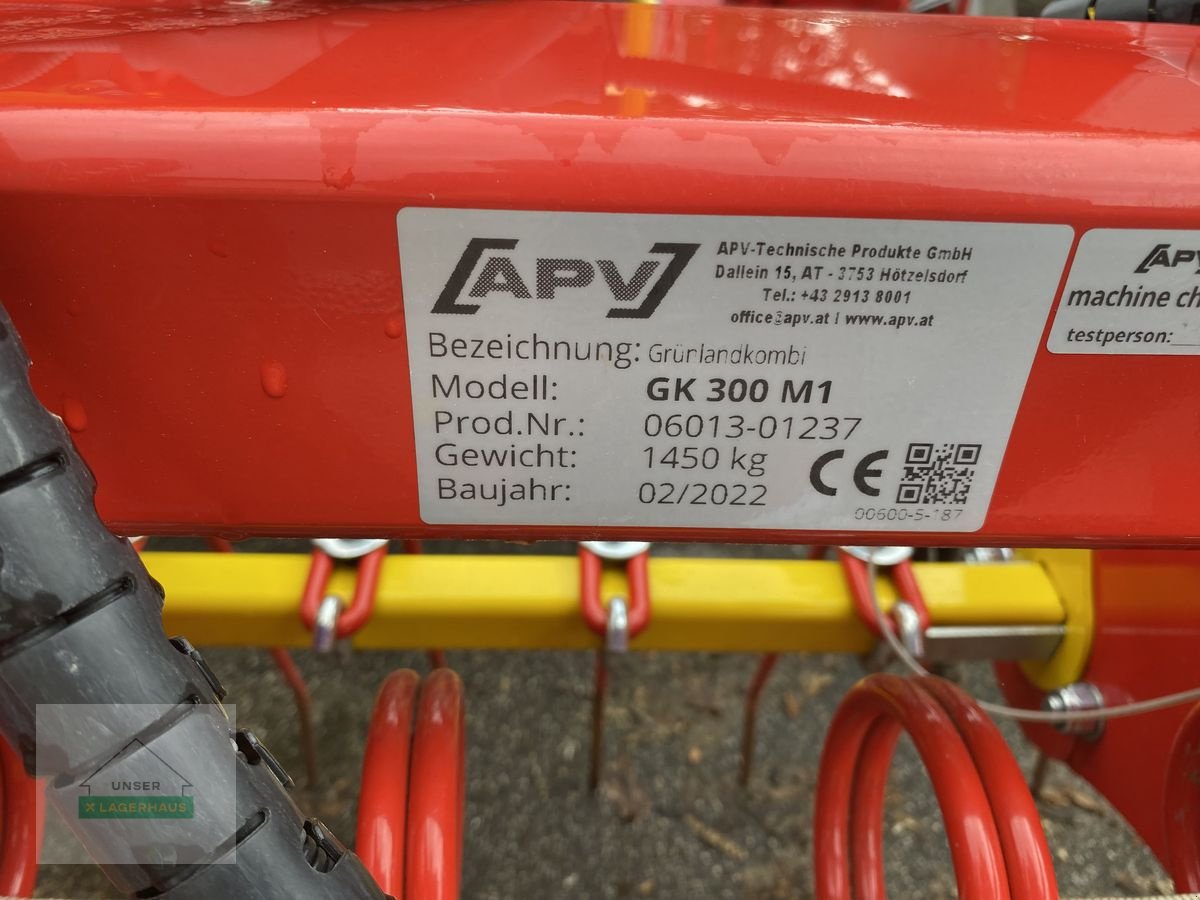 APV
APV-Technische Produkte GmbH
Dallein 15, AT - 3753 Hötzelsdorf
Tel.: +43 2913 8001
office@apv.at I www.apv.at
Bezeichnung: Grünlandkombi
Modell: GK 300 M1
Prod.Nr.: 06013-01237
Gewicht: 1450 kg
Baujahr: 02/2022
CE
00600-5-187
APV
machine ch
testperson:
UNSER
X LAGERHAUS